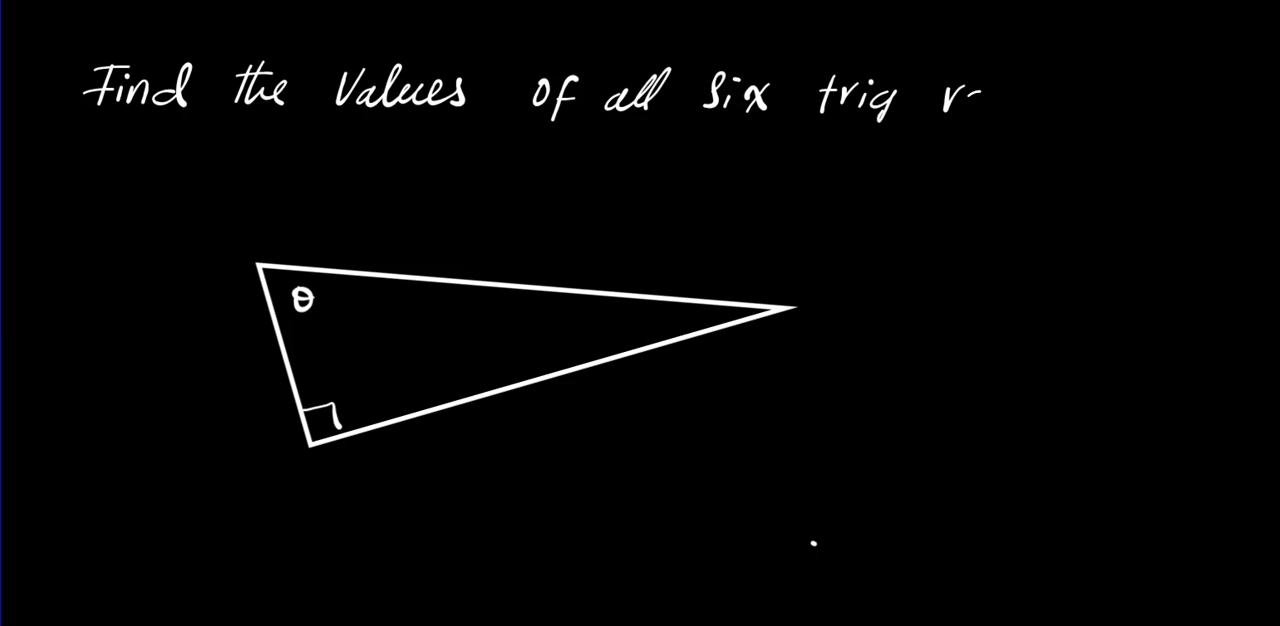 Find the Values of all six trig r
θ